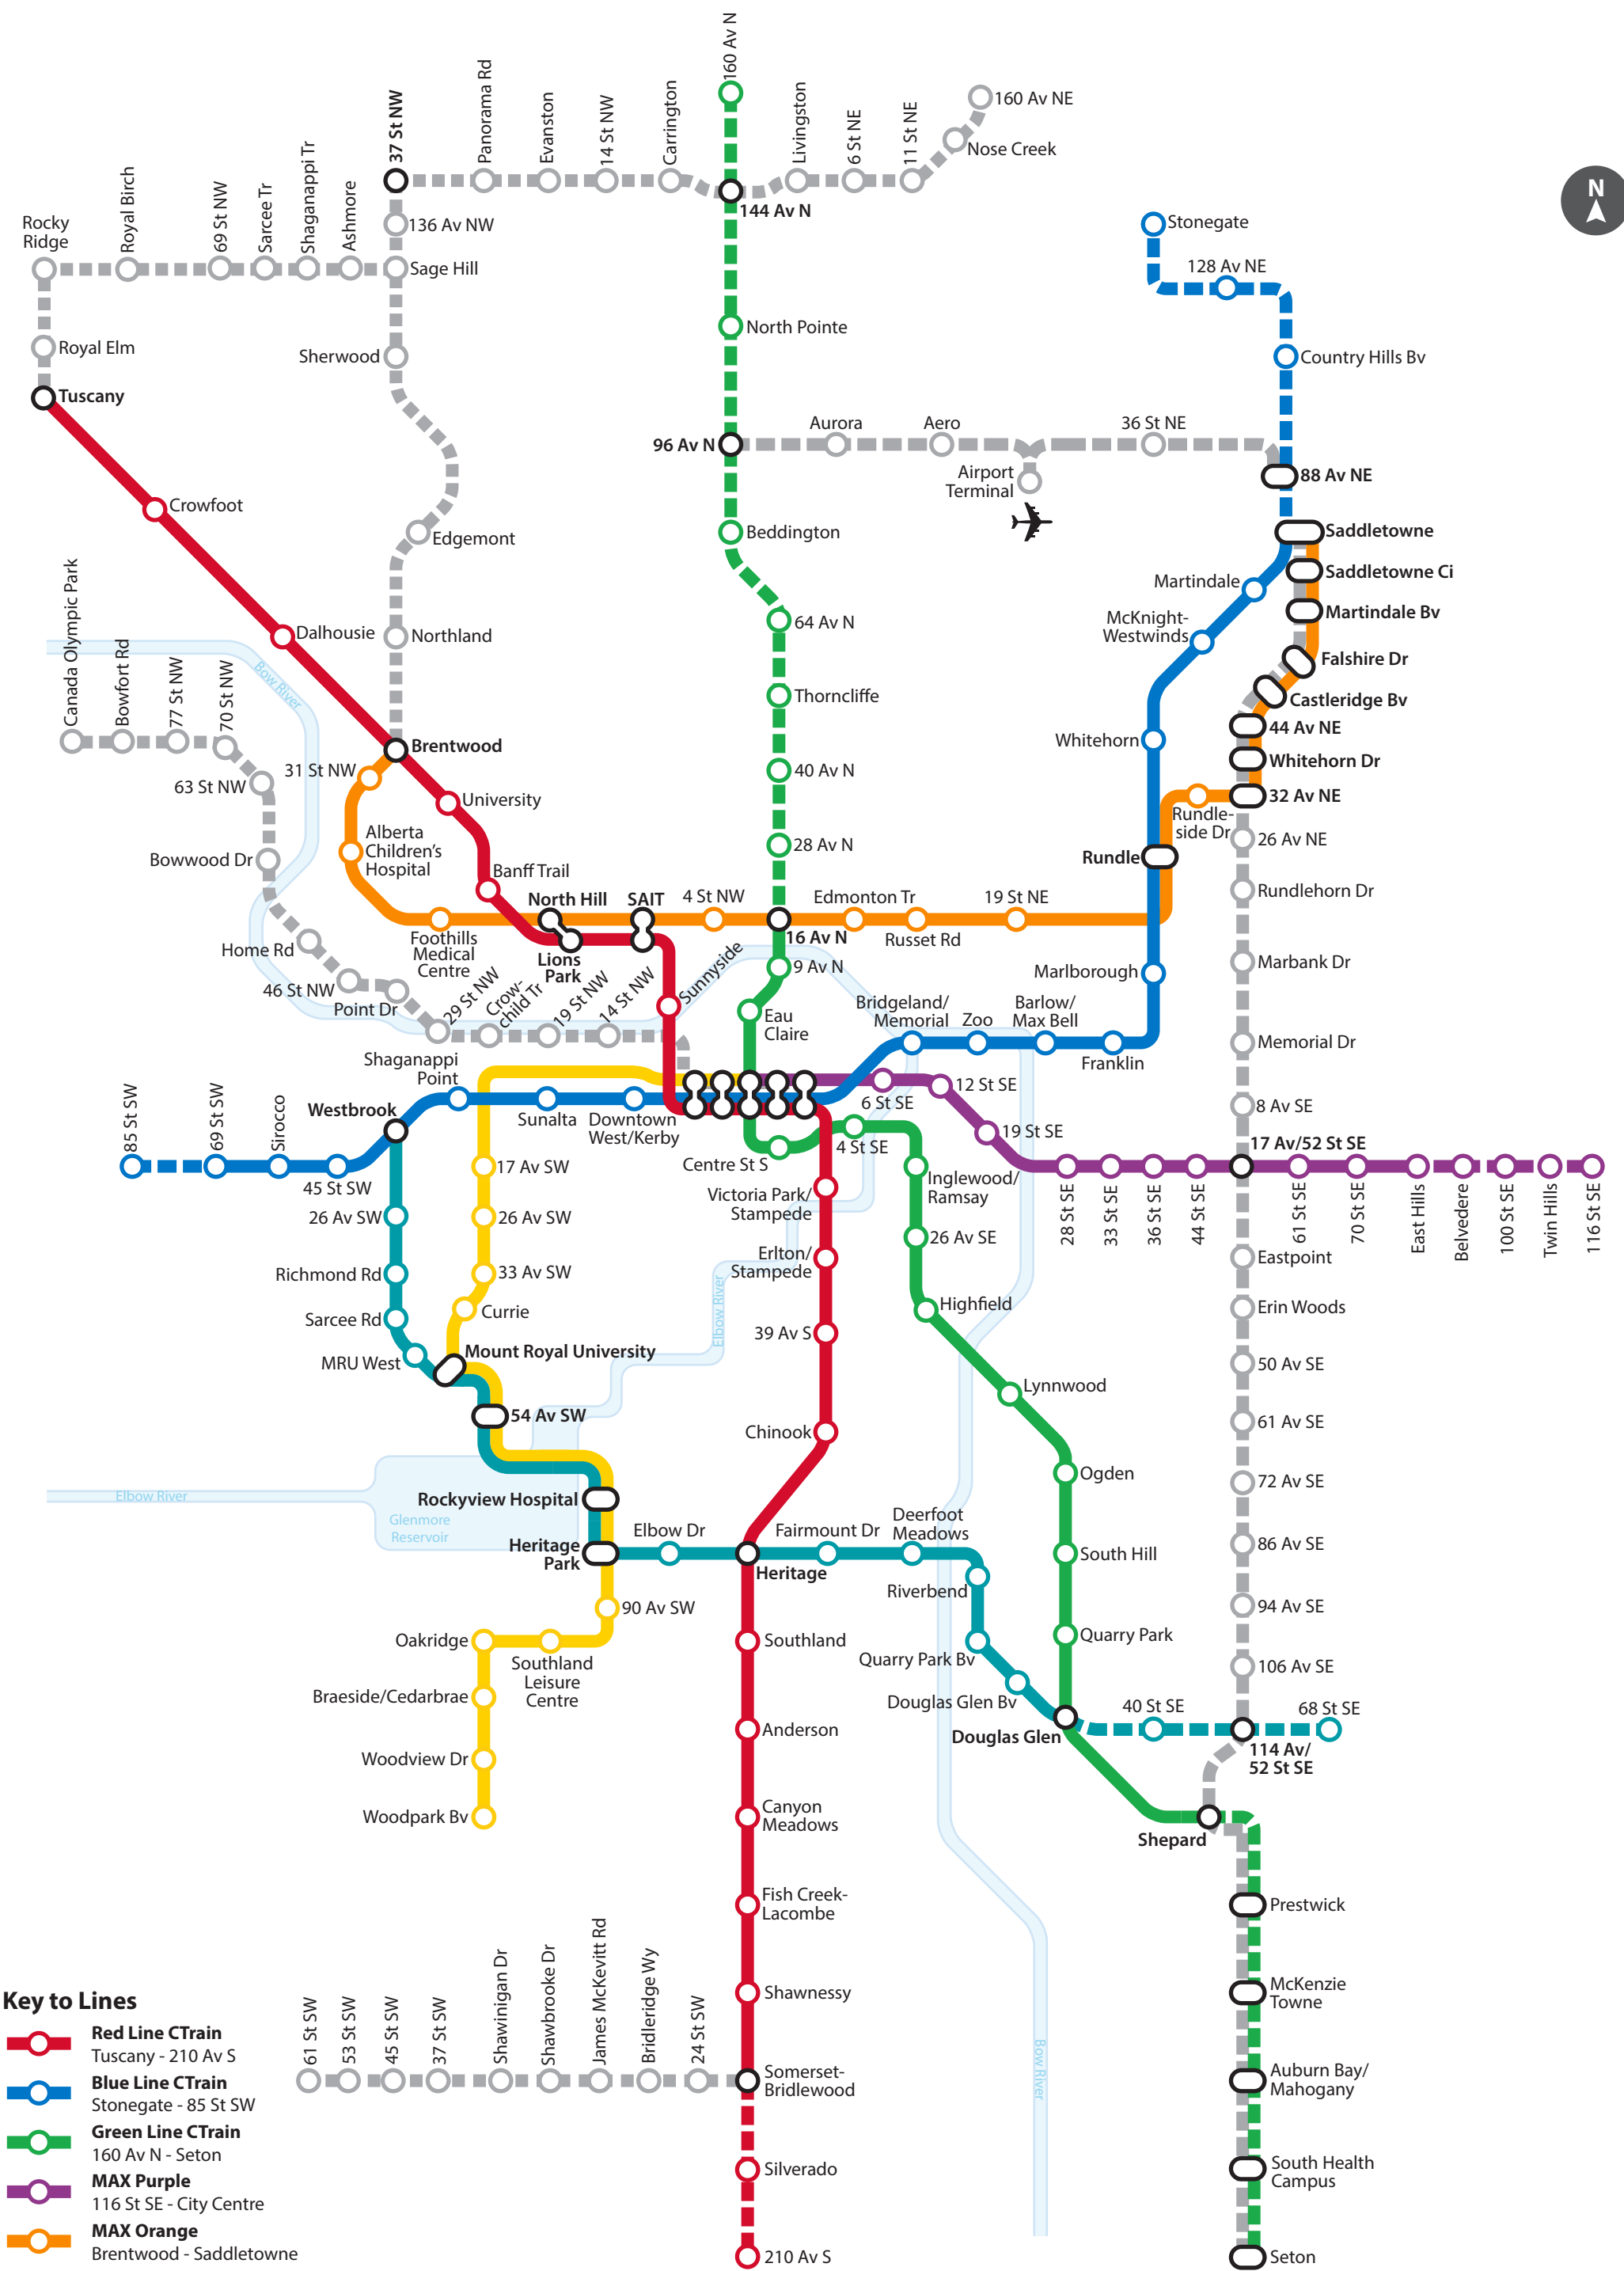 160 Av N
37 St NW
Panorama Rd
Evanston
14 St NW
Carrington
Livingston
6 St NE
11 St NE
160 Av NE
Nose Creek
144 Av N
N
Rocky
Ridge
Royal Birch
69 St NW
Sarcee Tr
Shaganappi Tr
Ashmore
136 Av NW
Sage Hill
Stonegate
128 Av NE
Royal Elm
Sherwood
North Pointe
Country Hills Bv
Tuscany
96 Av N
Aurora
Aero
36 St NE
Airport
Terminal
88 Av NE
Crowfoot
Edgemont
Beddington
Saddletowne
Saddletowne Ci
Martindale
Martindale Bv
McKnight-
Westwinds
Falshire Dr
Castleridge Bv
Canada Olympic Park
Bowfort Rd
77 St NW
70 St NW
Bow River
Dalhousie
Northland
64 Av N
Thorncliffe
44 Av NE
Whitehorn
Whitehorn Dr
Brentwood
63 St NW
31 St NW
University
40 Av N
32 Av NE
Rundle-
side Dr
26 Av NE
Bowwood Dr
Alberta
Children's
Hospital
28 Av N
Rundle
Banff Trail
Rundlehorn Dr
North Hill
SAIT
4 St NW
Edmonton Tr
19 St NE
Foothills
Medical
Centre
Lions
Park
16 Av N
Russet Rd
Home Rd
46 St NW
Point Dr
29 St NW
Crow-
child Tr
19 St NW
14 St NW
Sunnyside
9 Av N
Eau
Claire
Marlborough
Marbank Dr
Bridgeland/
Memorial
Zoo
Barlow/
Max Bell
Franklin
Memorial Dr
Shaganappi
Point
85 St SW
69 St SW
Sirocco
Westbrook
Sunalta
Downtown
West/Kerby
6 St SE
12 St SE
8 Av SE
19 St SE
17 Av/52 St SE
45 St SW
17 Av SW
Centre St S
4 St SE
Inglewood/
Ramsay
28 St SE
33 St SE
36 St SE
44 St SE
61 St SE
70 St SE
East Hills
Belvedere
100 St SE
Twin Hills
116 St SE
Victoria Park/
Stampede
26 Av SW
26 Av SW
26 Av SE
Erlton/
Stampede
Eastpoint
Richmond Rd
33 Av SW
Elbow River
Highfield
Erin Woods
Sarcee Rd
Currie
39 Av S
MRU West
Mount Royal University
50 Av SE
Lynnwood
54 Av SW
Chinook
61 Av SE
Ogden
72 Av SE
Elbow River
Glenmore
Reservoir
Rockyview Hospital
Heritage
Park
Elbow Dr
Heritage
Fairmount Dr
Deerfoot
Meadows
South Hill
86 Av SE
Riverbend
90 Av SW
94 Av SE
Oakridge
Southland
Leisure
Centre
Southland
Quarry Park
Quarry Park Bv
106 Av SE
Braeside/Cedarbrae
Douglas Glen Bv
Douglas Glen
40 St SE
68 St SE
114 Av/
52 St SE
Woodview Dr
Anderson
Woodpark Bv
Canyon
Meadows
Shepard
Fish Creek-
Lacombe
Prestwick
Shawnessy
McKenzie
Towne
61 St SW
53 St SW
45 St SW
37 St SW
Shawinigan Dr
Shawbrooke Dr
James McKevitt Rd
Bridleridge Wy
24 St SW
Somerset-
Bridlewood
Bow River
Auburn Bay/
Mahogany
Silverado
South Health
Campus
210 Av S
Seton
Key to Lines
Red Line CTrain
Tuscany - 210 Av S
Blue Line CTrain
Stonegate - 85 St SW
Green Line CTrain
160 Av N - Seton
MAX Purple
116 St SE - City Centre
MAX Orange
Brentwood - Saddletowne